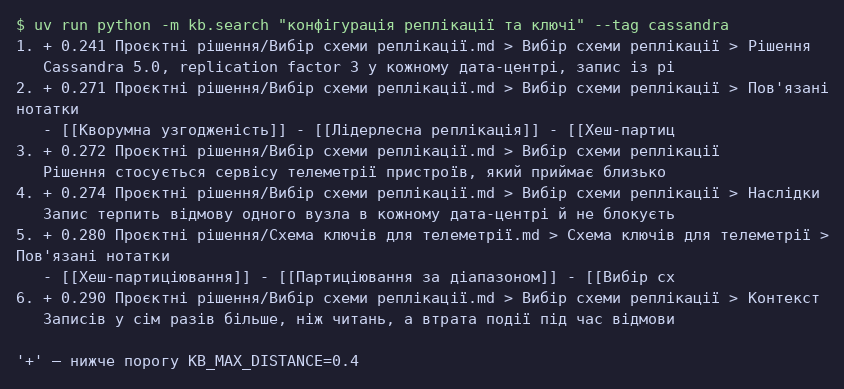 $ uv run python -m kb.search "конфігурація реплікації та ключі" --tag cassandra
1. + 0.241 Проєктні рішення/Вибір схеми реплікації.md > Вибір схеми реплікації > Рішення
Cassandra 5.0, replication factor 3 у кожному дата-центрі, запис із рі
2. + 0.271 Проєктні рішення/Вибір схеми реплікації.md > Вибір схеми реплікації > Пов'язані
нотатки
- [[Кворумна узгодженість]] - [[Лідерлесна реплікація]] - [[Хеш-партиц
3. + 0.272 Проєктні рішення/Вибір схеми реплікації.md > Вибір схеми реплікації
Рішення стосується сервісу телеметрії пристроїв, який приймає близько
4. + 0.274 Проєктні рішення/Вибір схеми реплікації.md > Вибір схеми реплікації > Наслідки
Запис терпить відмову одного вузла в кожному дата-центрі й не блокуєть
5. + 0.280 Проєктні рішення/Схема ключів для телеметрії.md > Схема ключів для телеметрії >
Пов'язані нотатки
- [[Хеш-партиціювання]] - [[Партиціювання за діапазоном]] - [[Вибір сх
6. + 0.290 Проєктні рішення/Вибір схеми реплікації.md > Вибір схеми реплікації > Контекст
Записів у сім разів більше, ніж читань, а втрата події під час відмови
'+' — нижче порогу KB_MAX_DISTANCE=0.4